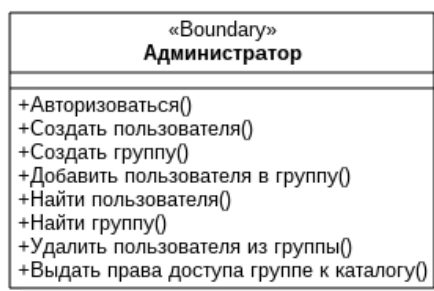 «Boundary»
Администратор
+Авторизоваться()
+Создать пользователя()
+Создать группу()
+Добавить пользователя в группу()
+Найти пользователя()
+Найти группу()
+Удалить пользователя из группы()
+Выдать права доступа группе к каталогу()